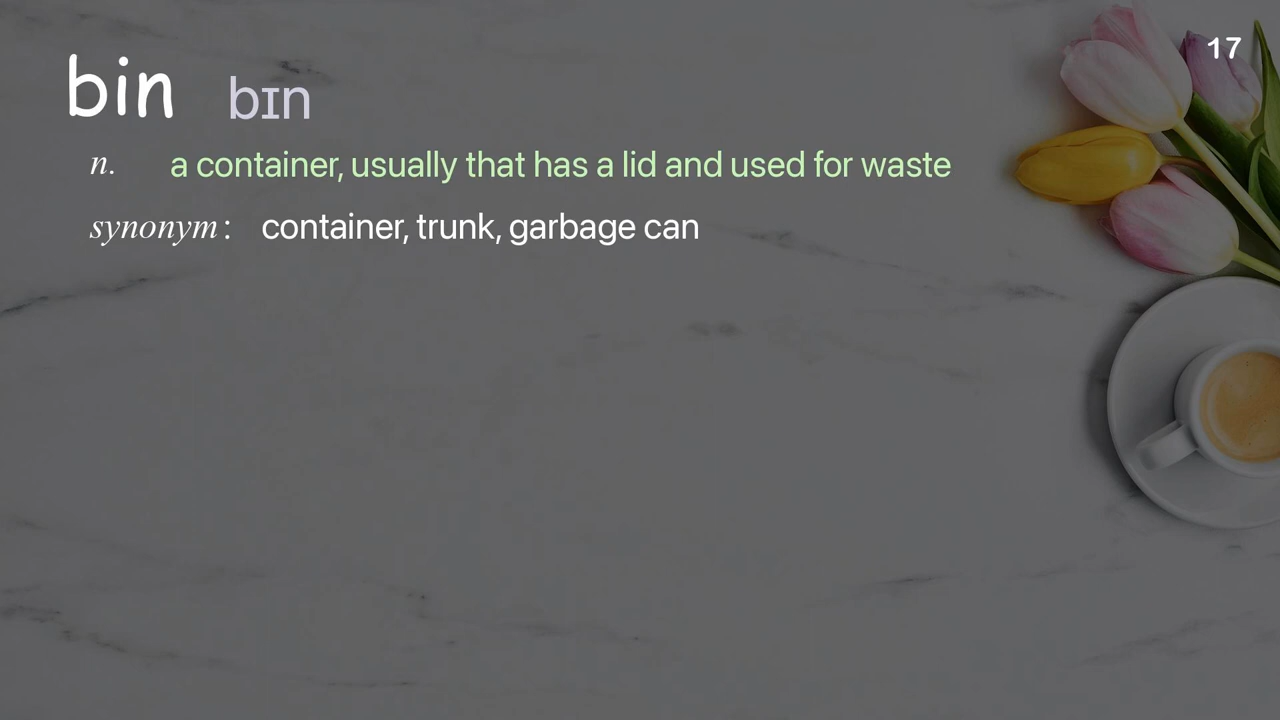 17
bin bɪn
n. a container, usually that has a lid and used for waste
synonym: container, trunk, garbage can